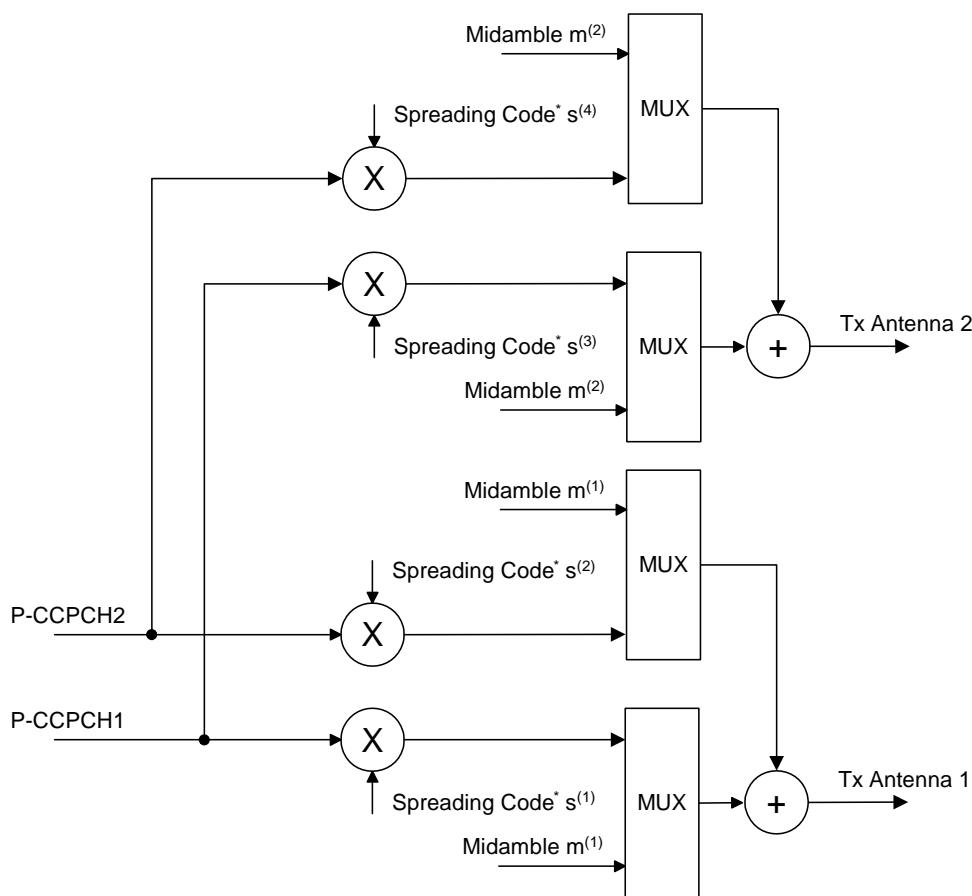 Midamble m(2)
MUX
Spreading Code* s(4)
X
X
Tx Antenna 2
MUX
+
Spreading Code* s(3)
Midamble m(2)
Midamble m(1)
MUX
Spreading Code* s(2)
P-CCPCH2
X
P-CCPCH1
X
Tx Antenna 1
MUX
+
Spreading Code* s(1)
Midamble m(1)